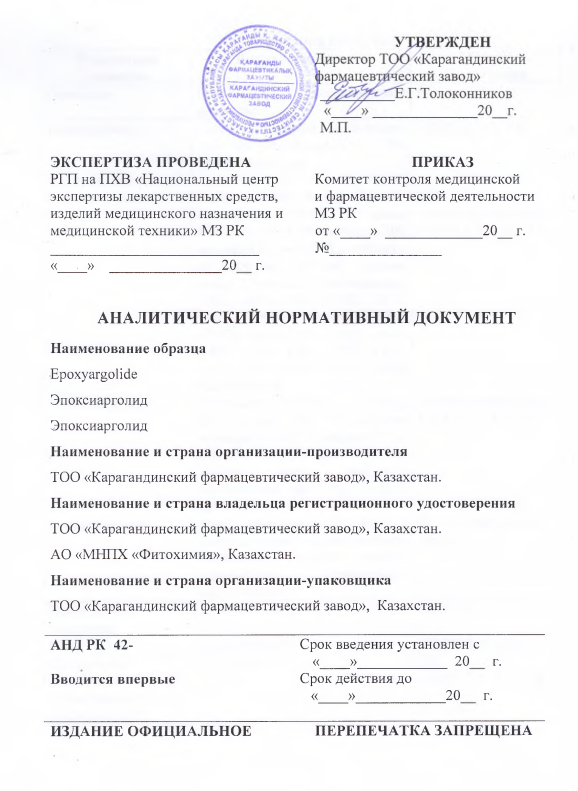 ҚАРАҒАНДЫ
ФАРМАЦЕВТИКАЛЫҚ
ЗАУЫТЫ
КАРАГАНДИНСКИЙ
ФАРМАЦЕВТИЧЕСКИЙ
ЗАВОД
УТВЕРЖДЕН
Директор ТОО «Карагандинский
фармацевтический завод»
__________Е.Г.Толоконников
«____» ______________20__г.
М.П.
ЭКСПЕРТИЗА ПРОВЕДЕНА
РГП на ПХВ «Национальный центр
экспертизы лекарственных средств,
изделий медицинского назначения и
медицинской техники» МЗ РК
____________________________
«____» _______________20__ г.
ПРИКАЗ
Комитет контроля медицинской
и фармацевтической деятельности
МЗ РК
от «____» _____________20__ г.
№_______________
АНАЛИТИЧЕСКИЙ НОРМАТИВНЫЙ ДОКУМЕНТ
Наименование образца
Epoxyargolide
Эпоксиарголид
Эпоксиарголид
Наименование и страна организации-производителя
ТОО «Карагандинский фармацевтический завод», Казахстан.
Наименование и страна владельца регистрационного удостоверения
ТОО «Карагандинский фармацевтический завод», Казахстан.
АО «МНПХ «Фитохимия», Казахстан.
Наименование и страна организации-упаковщика
ТОО «Карагандинский фармацевтический завод», Казахстан.
АНД РК 42-
Срок введения установлен с
«____»____________ 20__ г.
Вводится впервые
Срок действия до
«____»____________20__ г.
ИЗДАНИЕ ОФИЦИАЛЬНОЕ
ПЕРЕПЕЧАТКА ЗАПРЕЩЕНА